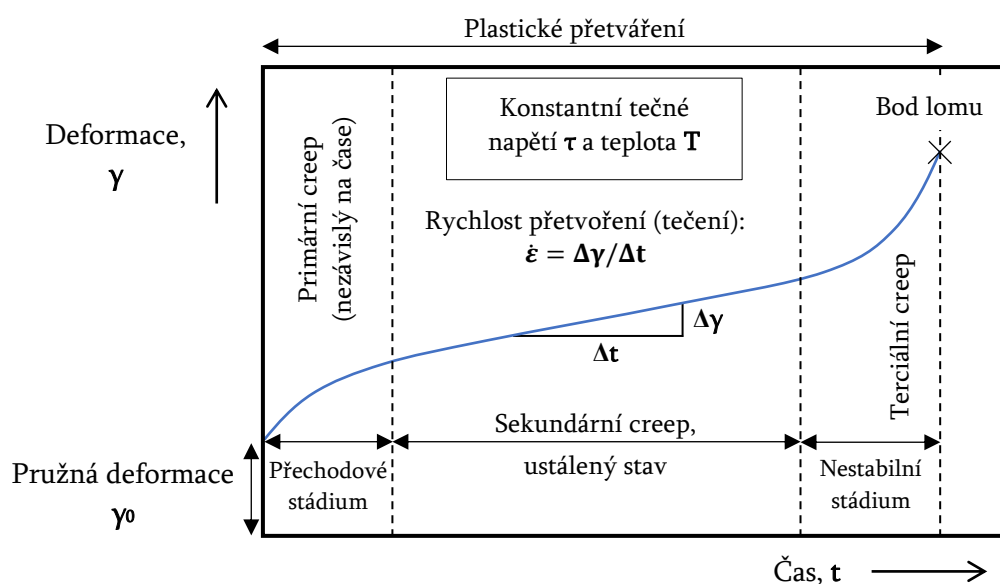 Plastické přetváření
Deformace,
γ
Konstantní tečné
napětí τ a teplota T
Bod lomu
Primární creep
(nezávislý na čase)
Rychlost přetvoření (tečení):
ε̇ = Δγ/Δt
Δγ
Δt
Terciální creep
Sekundární creep,
ustálený stav
Pružná deformace
γ0
Přechodové
stádium
Nestabilní
stádium
Čas, t